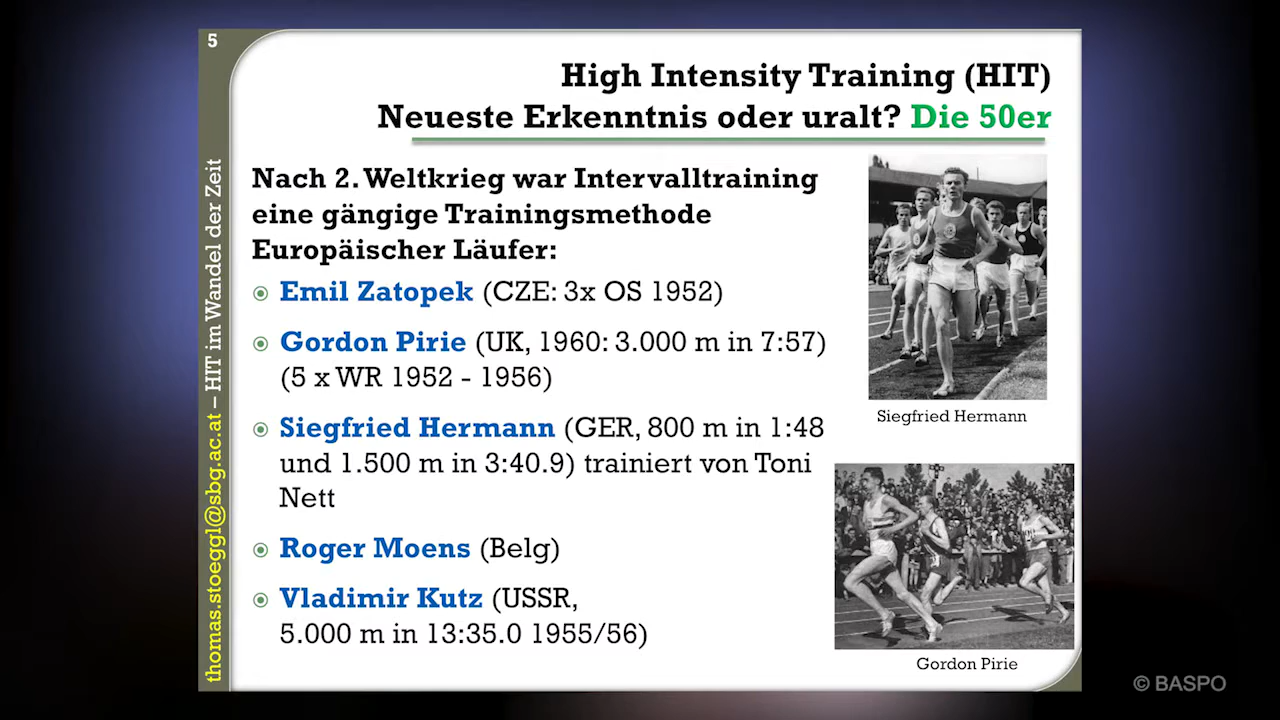 5
High Intensity Training (HIT)
Neueste Erkenntnis oder uralt? Die 50er
Nach 2. Weltkrieg war Intervalltraining
eine gängige Trainingsmethode
Europäischer Läufer:
Emil Zatopek (CZE: 3x OS 1952)
Gordon Pirie (UK, 1960: 3.000 m in 7:57)
(5 x WR 1952 - 1956)
Siegfried Hermann (GER, 800 m in 1:48
und 1.500 m in 3:40.9) trainiert von Toni
Nett
Roger Moens (Belg)
Vladimir Kutz (USSR,
5.000 m in 13:35.0 1955/56)
Siegfried Hermann
Gordon Pirie
thomas.stoeggl@sbg.ac.at – HIT im Wandel der Zeit
© BASPO